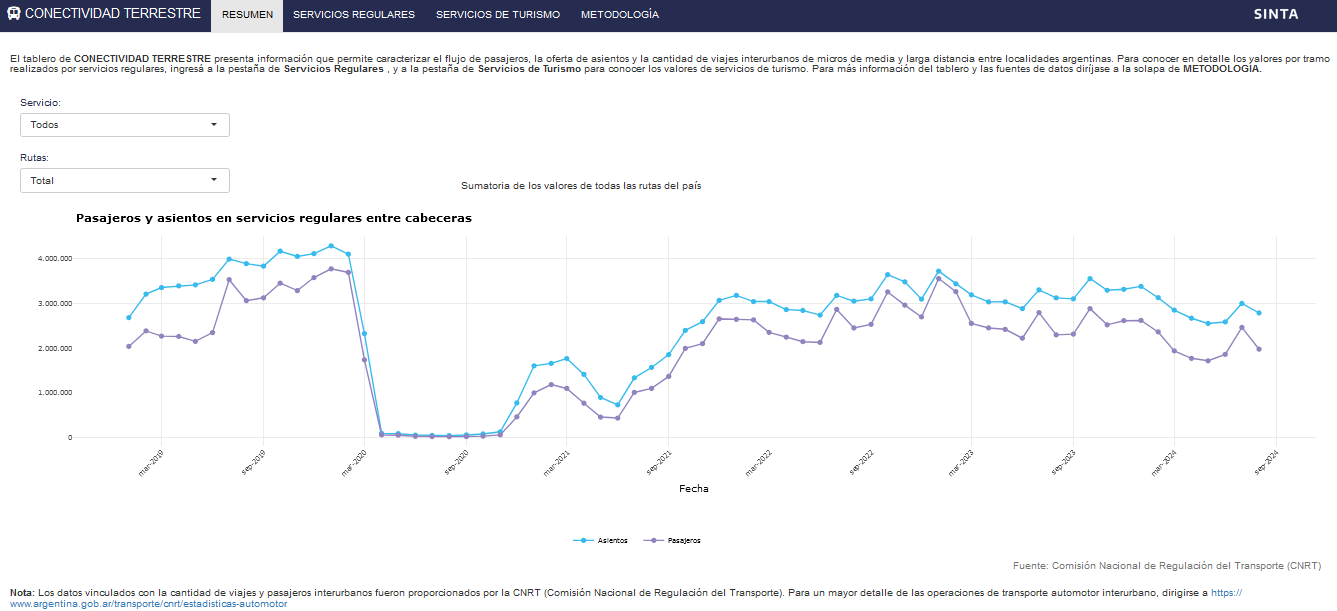 CONECTIVIDAD TERRESTRE RESUMEN SERVICIOS REGULARES SERVICIOS DE TURISMO METODOLOGÍA SINTA
El tablero de CONECTIVIDAD TERRESTRE presenta información que permite caracterizar el flujo de pasajeros, la oferta de asientos y la cantidad de viajes interurbanos de micros de media y larga distancia entre localidades argentinas. Para conocer en detalle los valores por tramo
realizados por servicios regulares, ingresá a la pestaña de Servicios Regulares , y a la pestaña de Servicios de Turismo para conocer los valores de servicios de turismo. Para más información del tablero y las fuentes de datos diríjase a la solapa de METODOLOGIA.
Servicio:
Todos
Rutas:
Total
Sumatoria de los valores de todas las rutas del país
Pasajeros y asientos en servicios regulares entre cabeceras
4.000.000
3.000.000
2.000.000
1.000.000
0
mar-2019 sep-2019 mar-2020 sep-2020 mar-2021 sep-2021 mar-2022 sep-2022 mar-2023 sep-2023 mar-2024 sep-2024
Fecha
Asientos Pasajeros
Fuente: Comisión Nacional de Regulación del Transporte (CNRT)
Nota: Los datos vinculados con la cantidad de viajes y pasajeros interurbanos fueron proporcionados por la CNRT (Comisión Nacional de Regulación del Transporte). Para un mayor detalle de las operaciones de transporte automotor interurbano, dirigirse a https://
www.argentina.gob.ar/transporte/cnrt/estadisticas-automotor